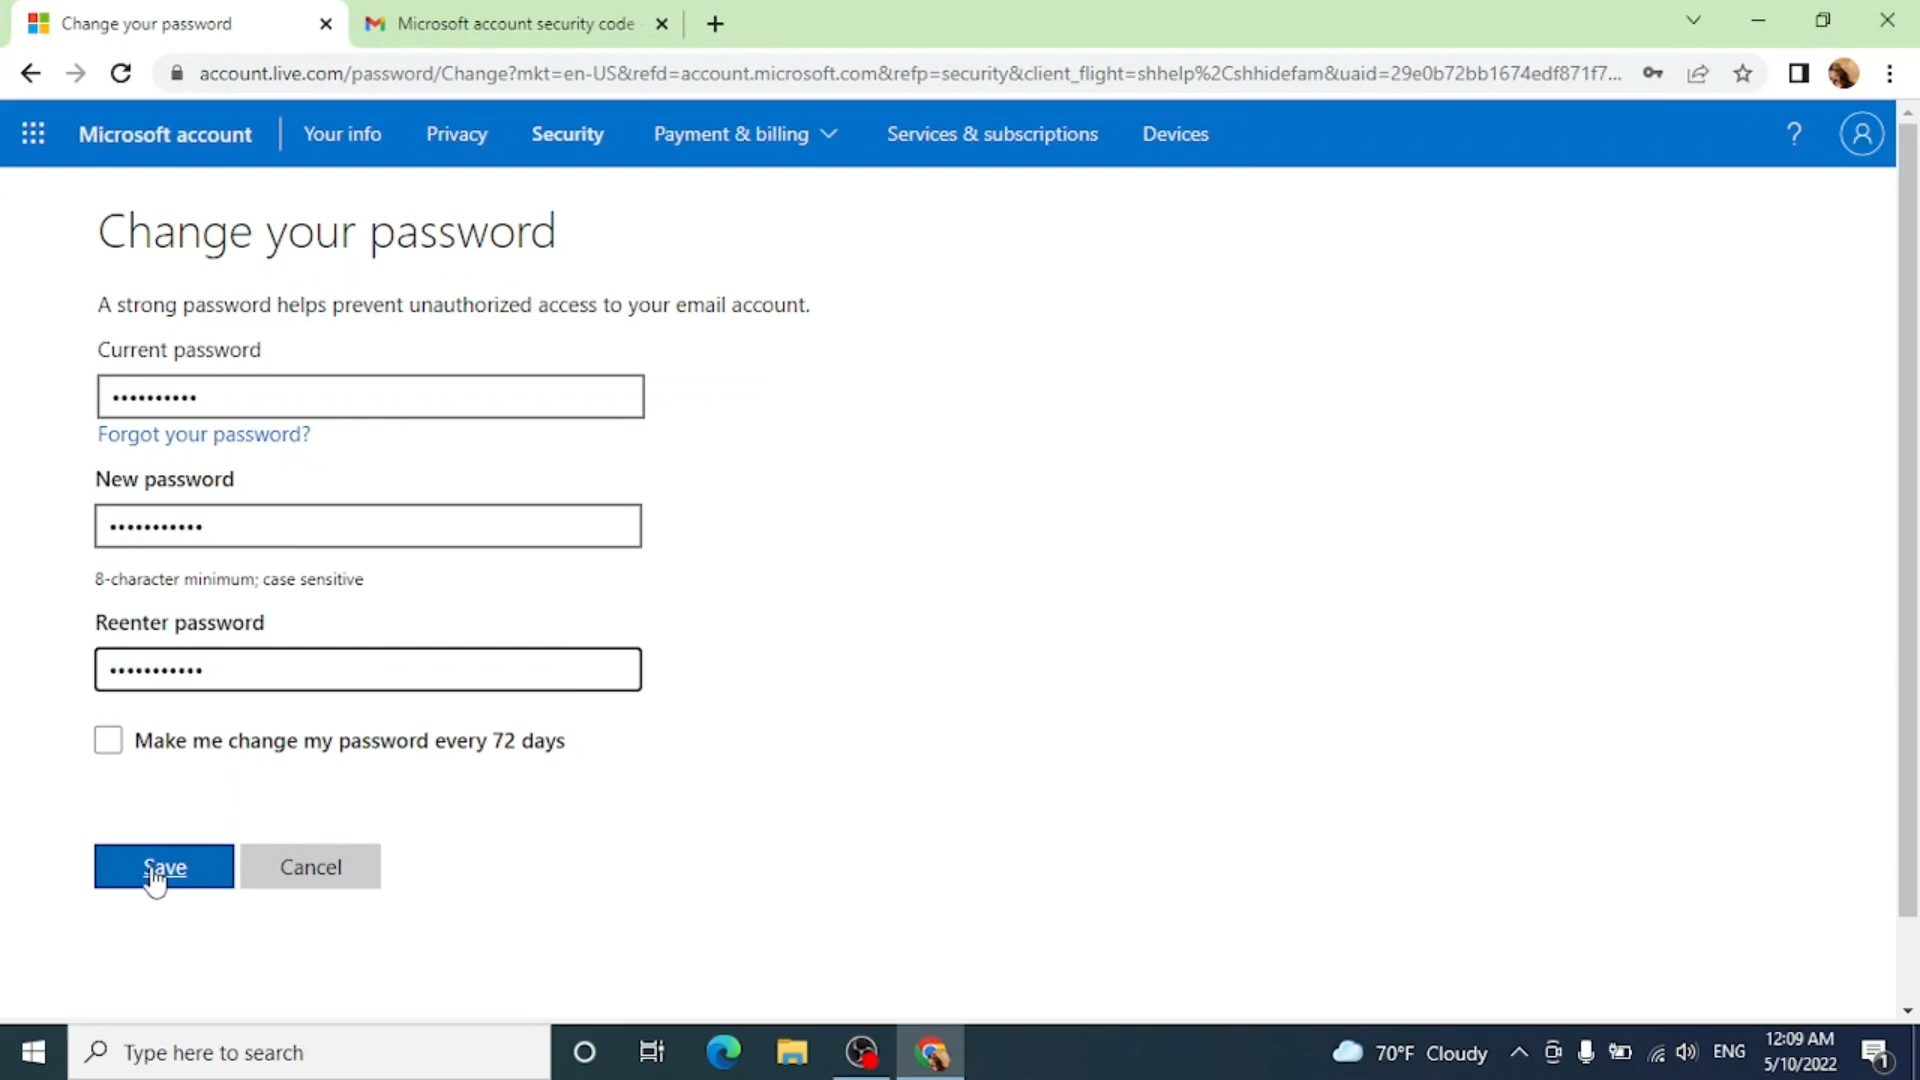 Change your password
Microsoft account security code
account.live.com/password/Change?mkt=en-US&refd=account.microsoft.com&refp=security&client_flight=shhelp%2Cshhidefam&uaid=29e0b72bb1674edf871f7...
Microsoft account
Your info
Privacy
Security
Payment & billing
Services & subscriptions
Devices
?
Change your password
A strong password helps prevent unauthorized access to your email account.
Current password
••••••••••
Forgot your password?
New password
•••••••••••
8-character minimum; case sensitive
Reenter password
•••••••••••
Make me change my password every 72 days
Save
Cancel
Type here to search
70°F Cloudy
ENG
12:09 AM
5/10/2022
1